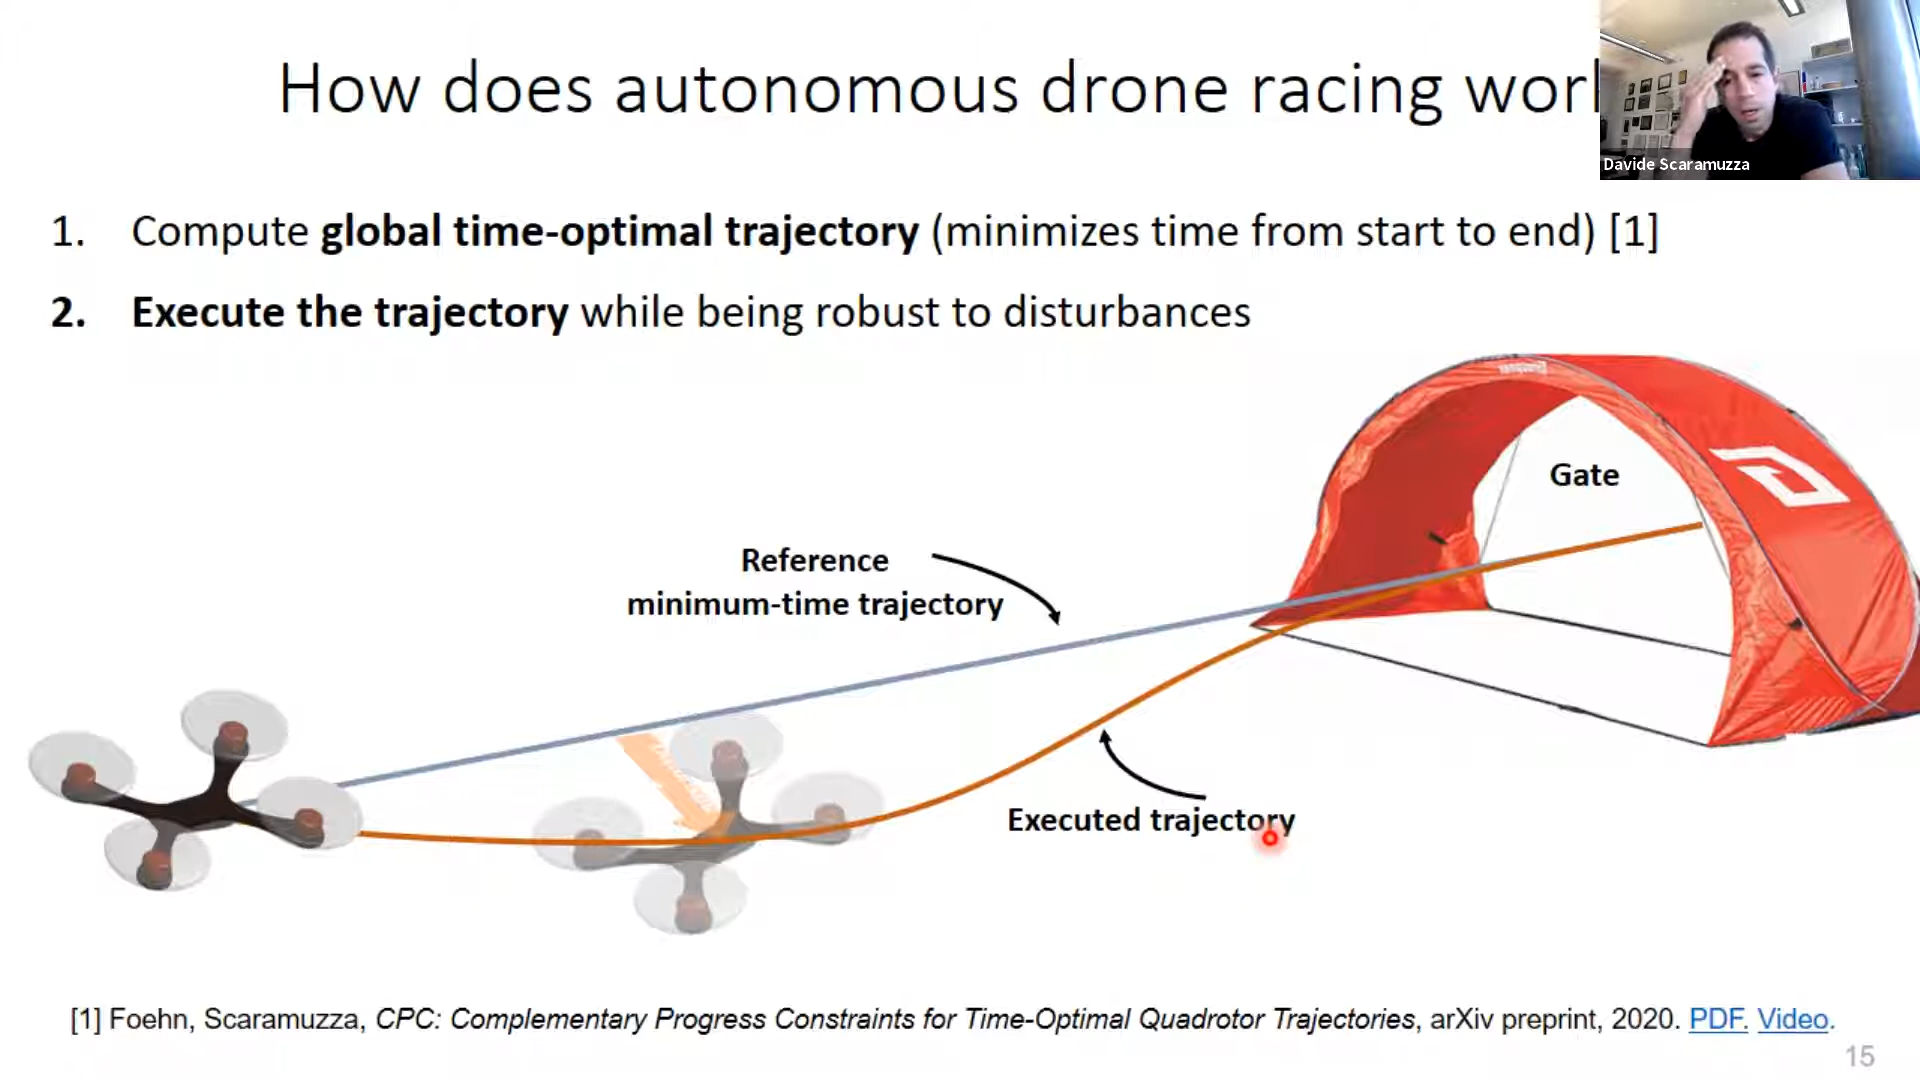 How does autonomous drone racing work
Davide Scaramuzza
1. Compute global time-optimal trajectory (minimizes time from start to end) [1]
2. Execute the trajectory while being robust to disturbances
Gate
Reference
minimum-time trajectory
Executed trajectory
[1] Foehn, Scaramuzza, CPC: Complementary Progress Constraints for Time-Optimal Quadrotor Trajectories, arXiv preprint, 2020. PDF. Video.
15